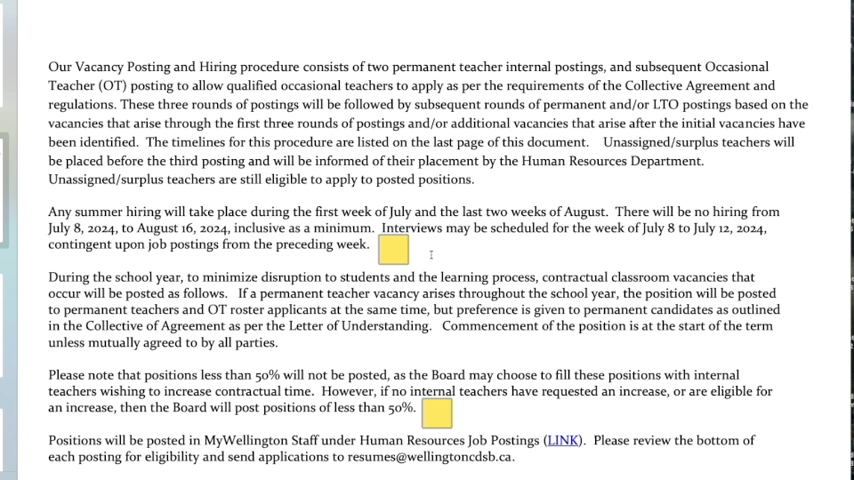 Our Vacancy Posting and Hiring procedure consists of two permanent teacher internal postings, and subsequent Occasional
Teacher (OT) posting to allow qualified occasional teachers to apply as per the requirements of the Collective Agreement and
regulations. These three rounds of postings will be followed by subsequent rounds of permanent and/or LTO postings based on the
vacancies that arise through the first three rounds of postings and/or additional vacancies that arise after the initial vacancies have
been identified. The timelines for this procedure are listed on the last page of this document. Unassigned/surplus teachers will
be placed before the third posting and will be informed of their placement by the Human Resources Department.
Unassigned/surplus teachers are still eligible to apply to posted positions.
Any summer hiring will take place during the first week of July and the last two weeks of August. There will be no hiring from
July 8, 2024, to August 16, 2024, inclusive as a minimum. Interviews may be scheduled for the week of July 8 to July 12, 2024,
contingent upon job postings from the preceding week.
During the school year, to minimize disruption to students and the learning process, contractual classroom vacancies that
occur will be posted as follows. If a permanent teacher vacancy arises throughout the school year, the position will be posted
to permanent teachers and OT roster applicants at the same time, but preference is given to permanent candidates as outlined
in the Collective of Agreement as per the Letter of Understanding. Commencement of the position is at the start of the term
unless mutually agreed to by all parties.
Please note that positions less than 50% will not be posted, as the Board may choose to fill these positions with internal
teachers wishing to increase contractual time. However, if no internal teachers have requested an increase, or are eligible for
an increase, then the Board will post positions of less than 50%.
Positions will be posted in MyWellington Staff under Human Resources Job Postings (LINK). Please review the bottom of
each posting for eligibility and send applications to resumes@wellingtoncdsb.ca.